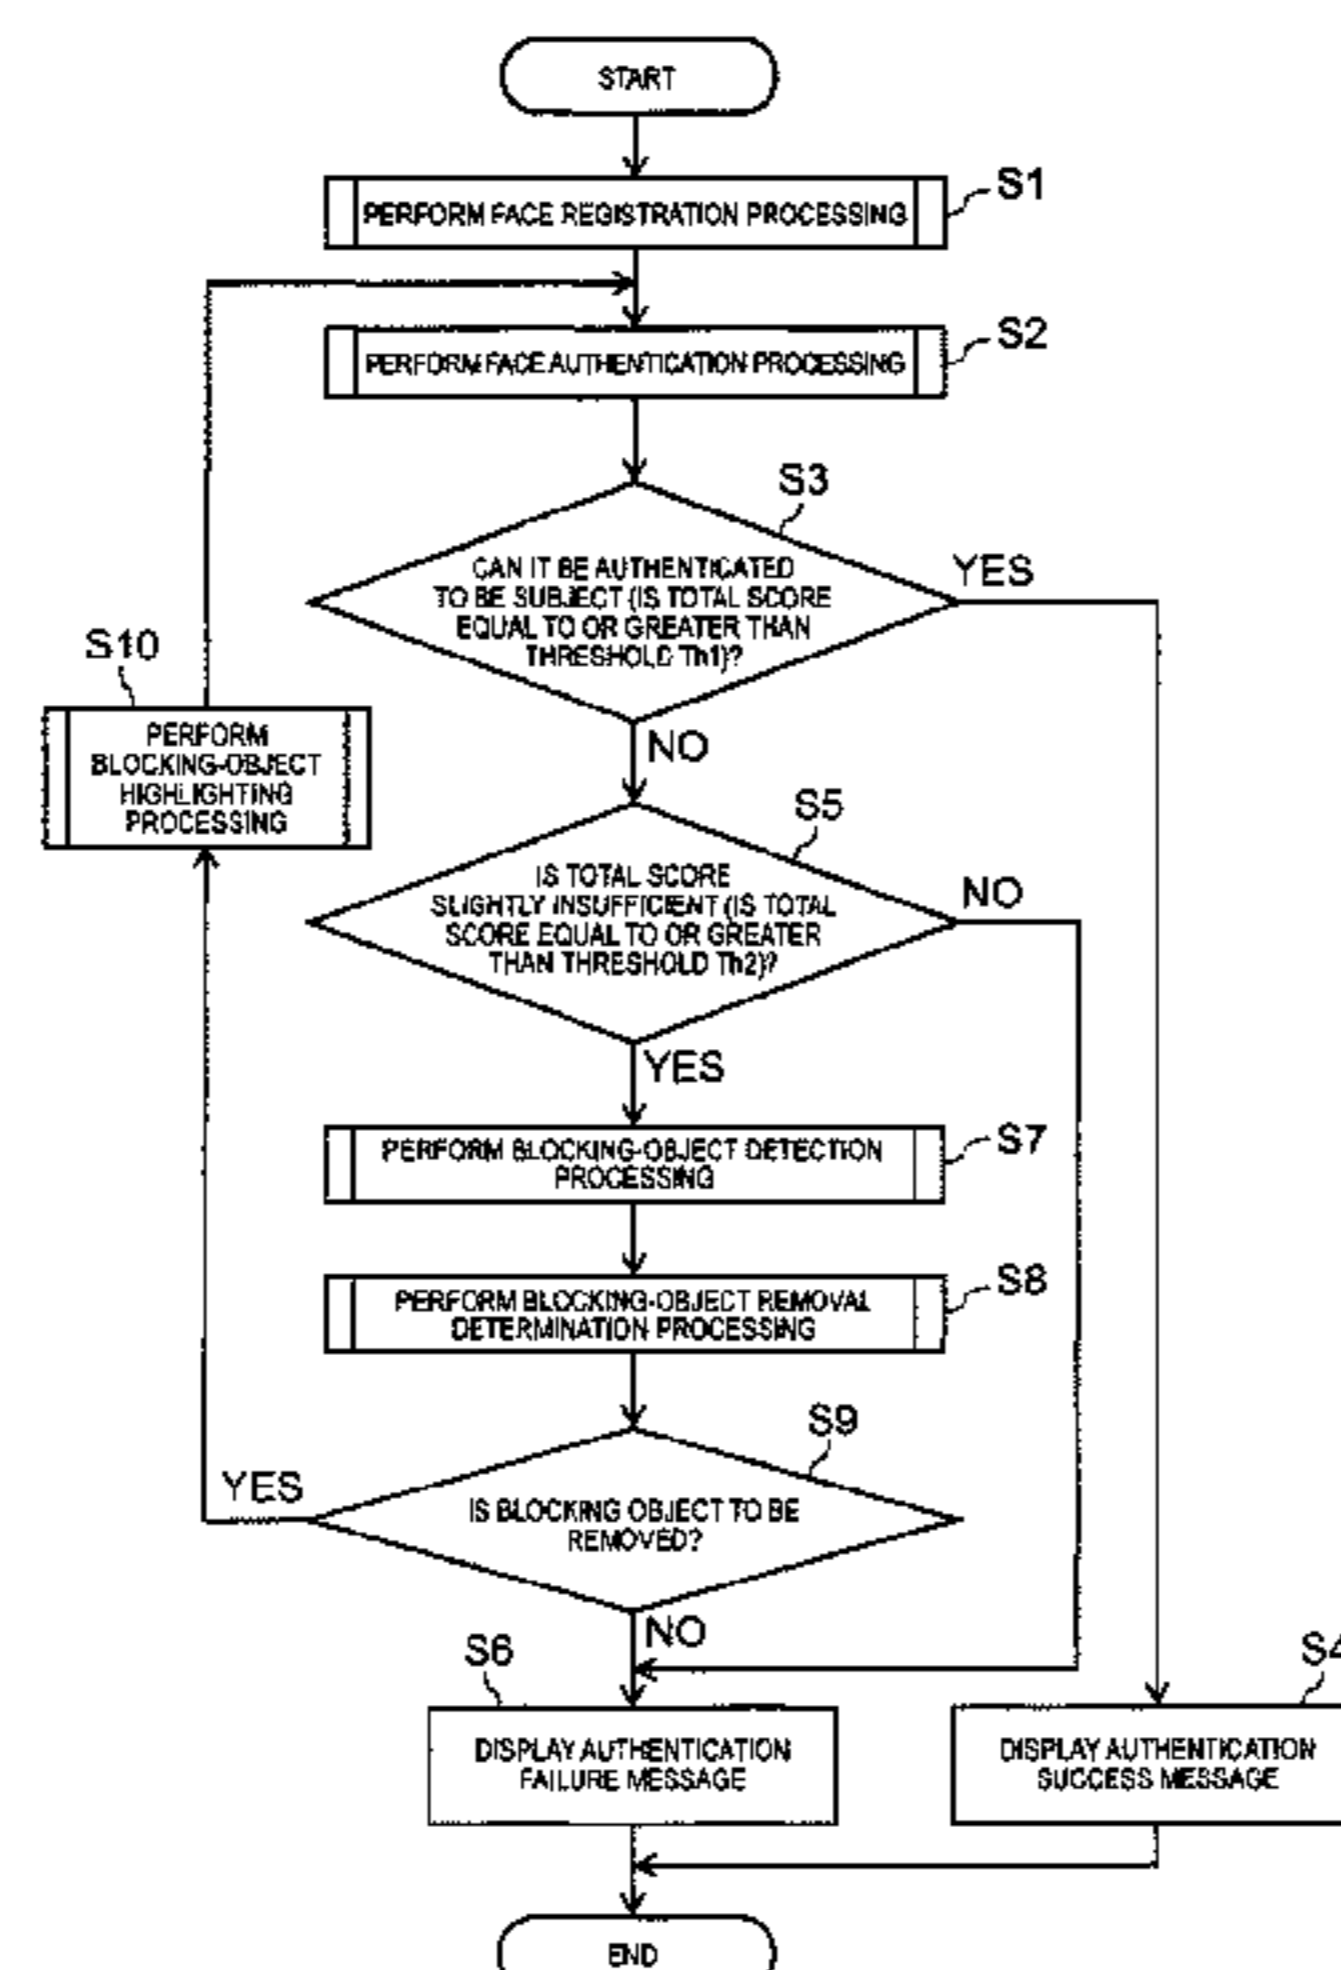 START
PERFORM FACE REGISTRATION PROCESSING
S1
PERFORM FACE AUTHENTICATION PROCESSING
S2
S3
CAN IT BE AUTHENTICATED
TO BE SUBJECT (IS TOTAL SCORE
EQUAL TO OR GREATER THAN
THRESHOLD Th1)?
YES
NO
S10
PERFORM
BLOCKING-OBJECT
HIGHLIGHTING
PROCESSING
S5
IS TOTAL SCORE
SLIGHTLY INSUFFICIENT (IS TOTAL
SCORE EQUAL TO OR GREATER
THAN THRESHOLD Th2)?
NO
YES
PERFORM BLOCKING-OBJECT DETECTION
PROCESSING
S7
PERFORM BLOCKING-OBJECT REMOVAL
DETERMINATION PROCESSING
S8
S9
IS BLOCKING OBJECT TO BE
REMOVED?
YES
NO
S6
DISPLAY AUTHENTICATION
FAILURE MESSAGE
S4
DISPLAY AUTHENTICATION
SUCCESS MESSAGE
END